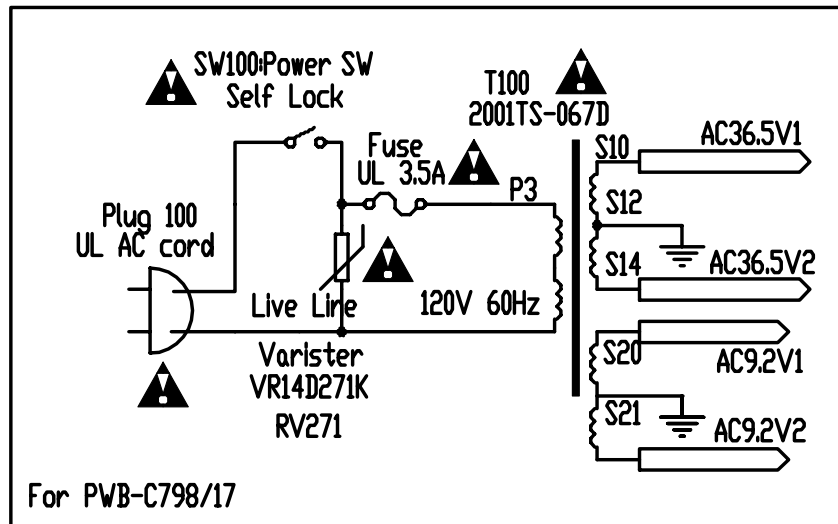 SW100:Power SW
Self Lock
T100
2001TS-067D
Fuse
UL 3.5A
P3
S10
AC36.5V1
S12
Plug 100
UL AC cord
S14
AC36.5V2
Live Line
120V 60Hz
Varister
VR14D271K
RV271
S20
AC9.2V1
S21
AC9.2V2
For PWB-C798/17